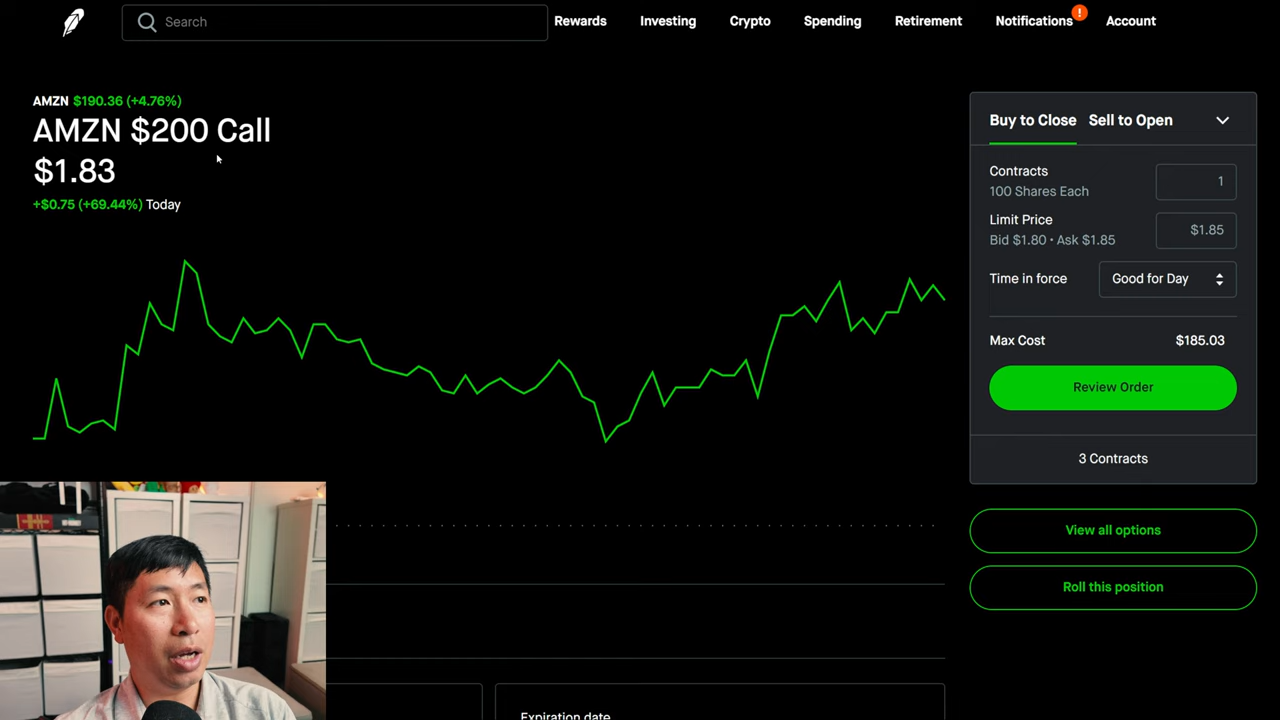 Search
Rewards
Investing
Crypto
Spending
Retirement
Notifications
!
Account
AMZN $190.36 (+4.76%)
AMZN $200 Call
$1.83
+$0.75 (+69.44%) Today
Buy to Close Sell to Open
Contracts
100 Shares Each
1
Limit Price
Bid $1.80 • Ask $1.85
$1.85
Time in force
Good for Day
Max Cost
$185.03
Review Order
3 Contracts
View all options
Roll this position
Expiration date